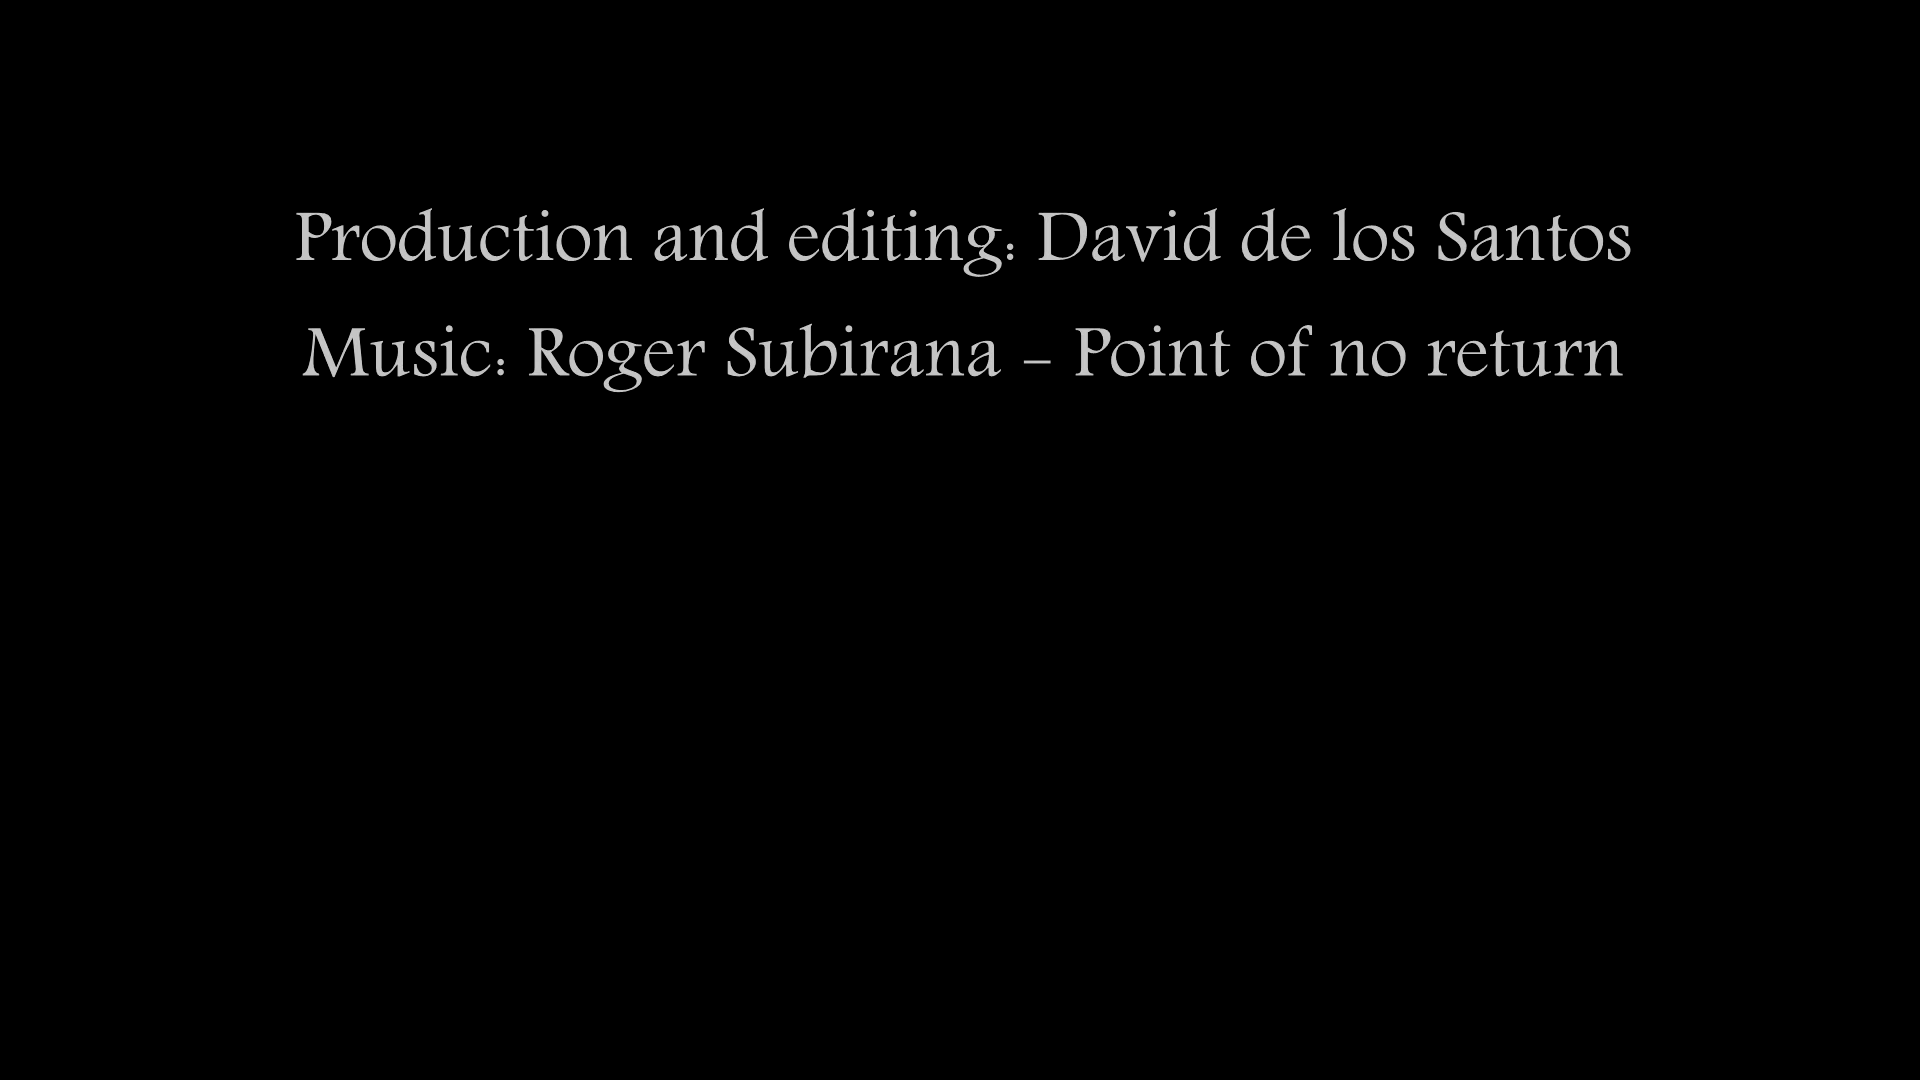 Production and editing: David de los Santos
Music: Roger Subirana - Point of no return